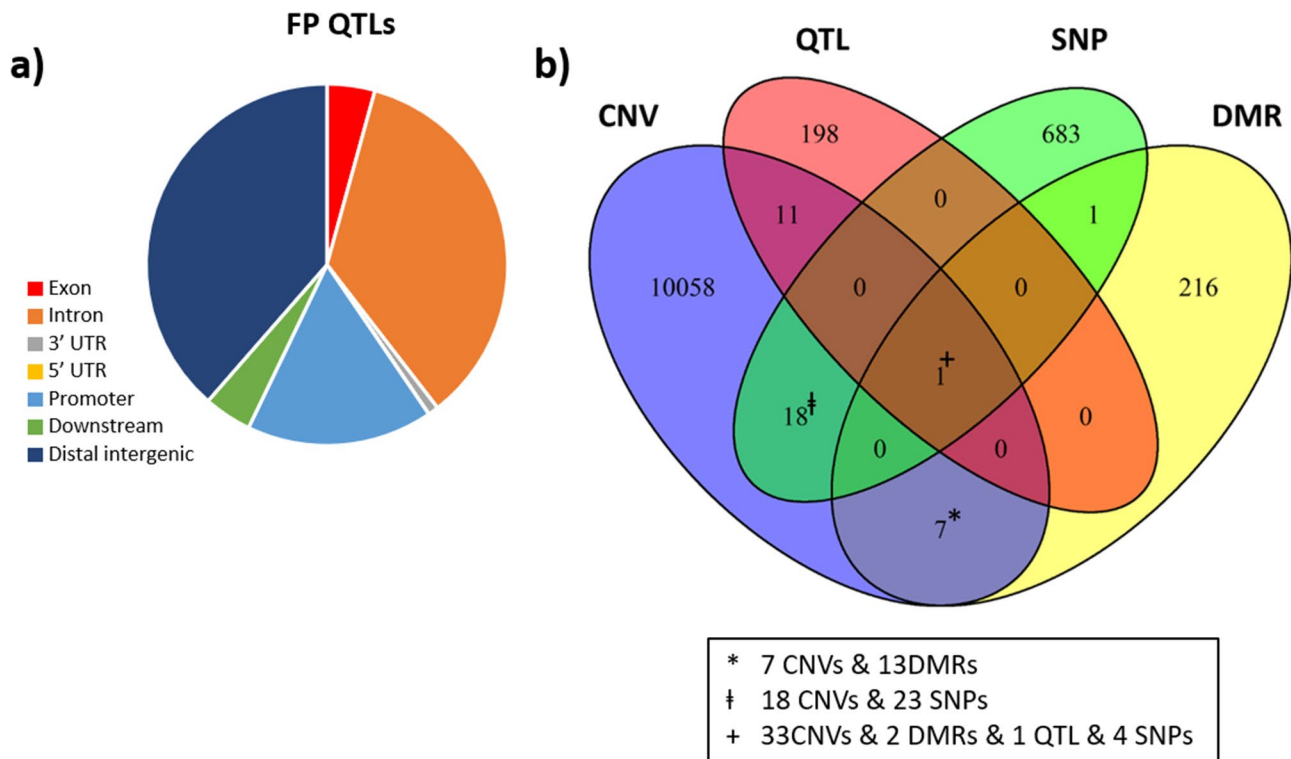 FP QTLs
a)
Exon
Intron
3' UTR
5' UTR
Promoter
Downstream
Distal intergenic
b)
QTL
SNP
CNV
DMR
198
683
11
0
1
10058
0
0
216
1+
18ǂ
0
0
0
7*
* 7 CNVs & 13DMRs
ǂ 18 CNVs & 23 SNPs
+ 33CNVs & 2 DMRs & 1 QTL & 4 SNPs